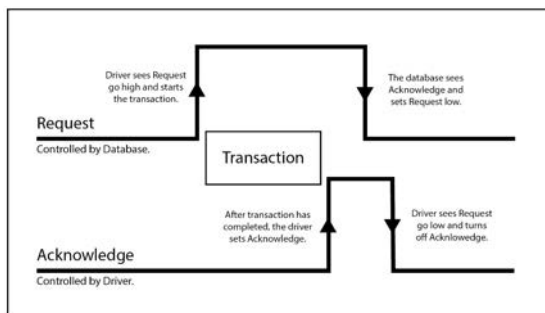 Driver sees Request
go high and starts
the transaction.
The database sees
Acknowledge and
sets Request low.
Request
Controlled by Database.
Transaction
After transaction has
completed, the driver
sets Acknowledge.
Driver sees Request
go low and turns
off Acknlowedge.
Acknowledge
Controlled by Driver.